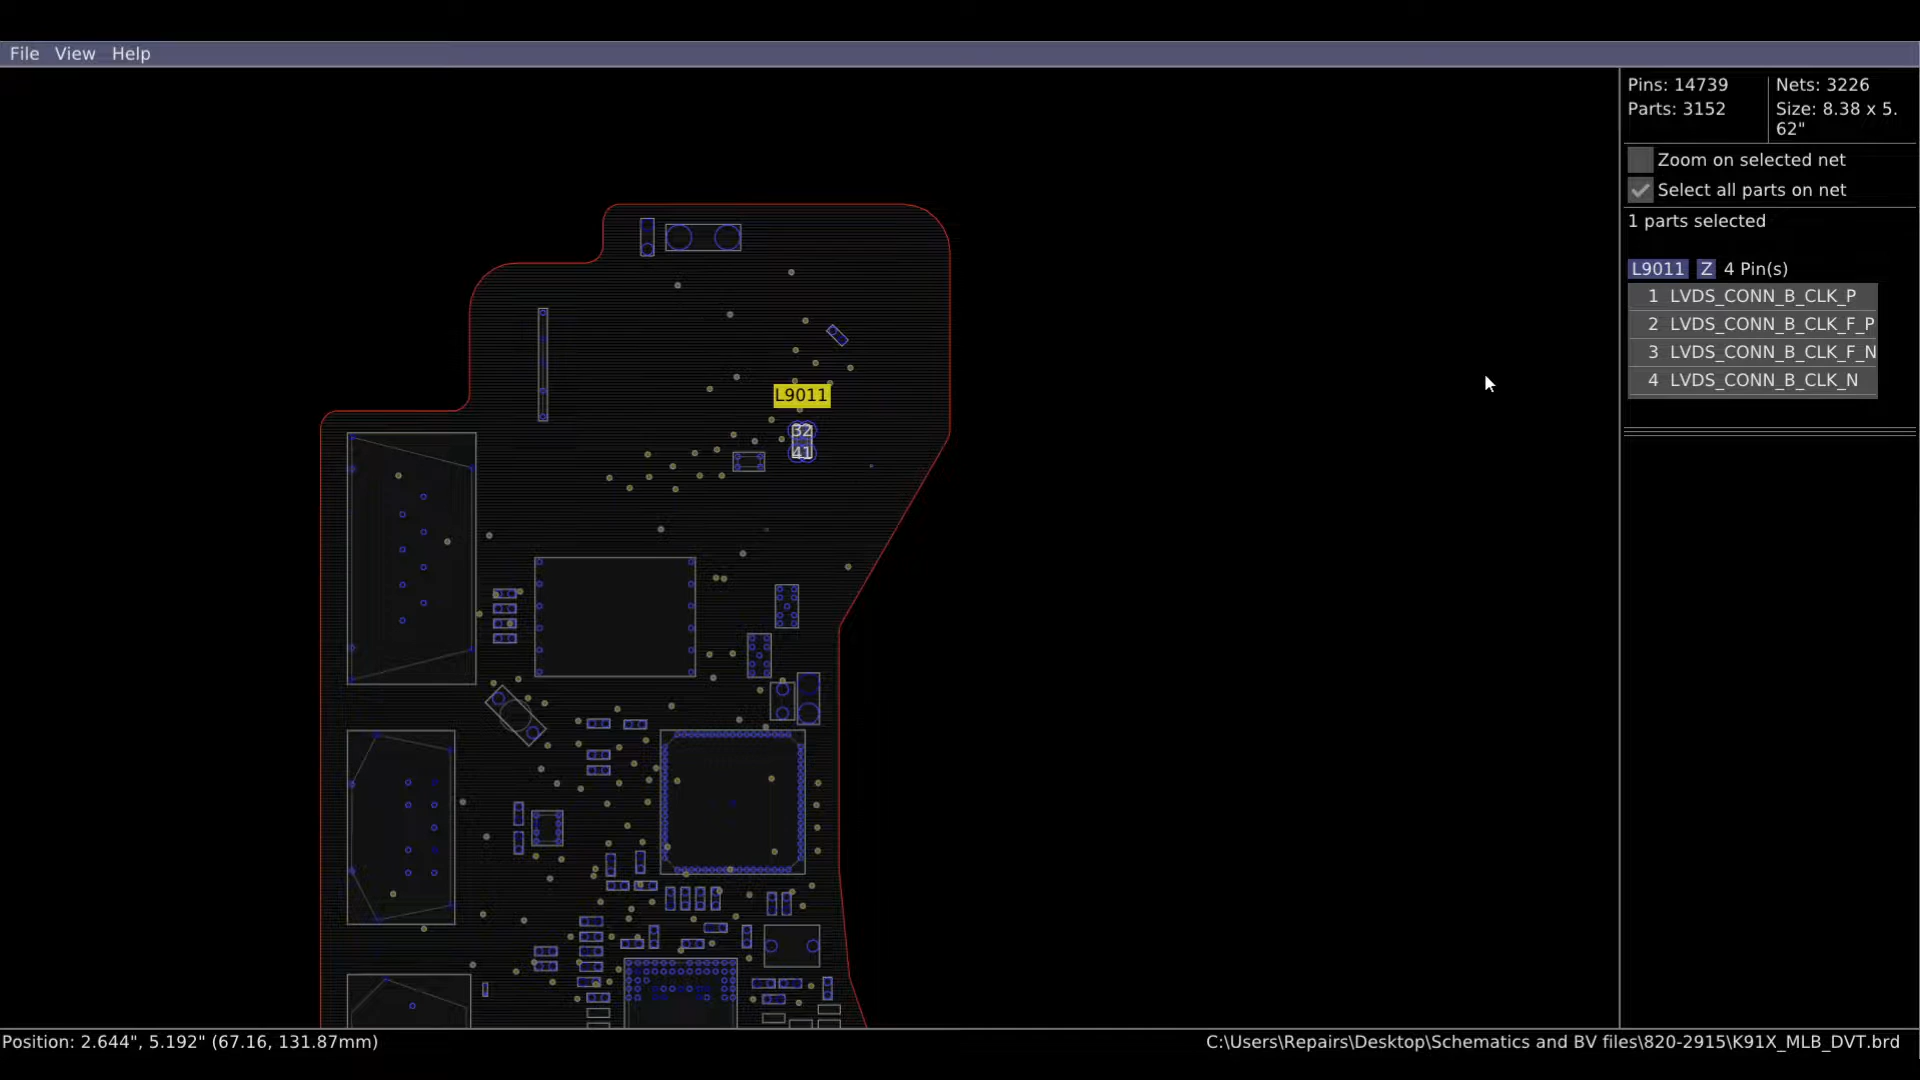 File View Help
Pins: 14739
Parts: 3152
Nets: 3226
Size: 8.38 x 5.
62"
Zoom on selected net
Select all parts on net
1 parts selected
L9011 Z 4 Pin(s)
1 LVDS_CONN_B_CLK_P
2 LVDS_CONN_B_CLK_F_P
3 LVDS_CONN_B_CLK_F_N
4 LVDS_CONN_B_CLK_N
L9011
32
41
Position: 2.644", 5.192" (67.16, 131.87mm)
C:\Users\Repairs\Desktop\Schematics and BV files\820-2915\K91X_MLB_DVT.brd